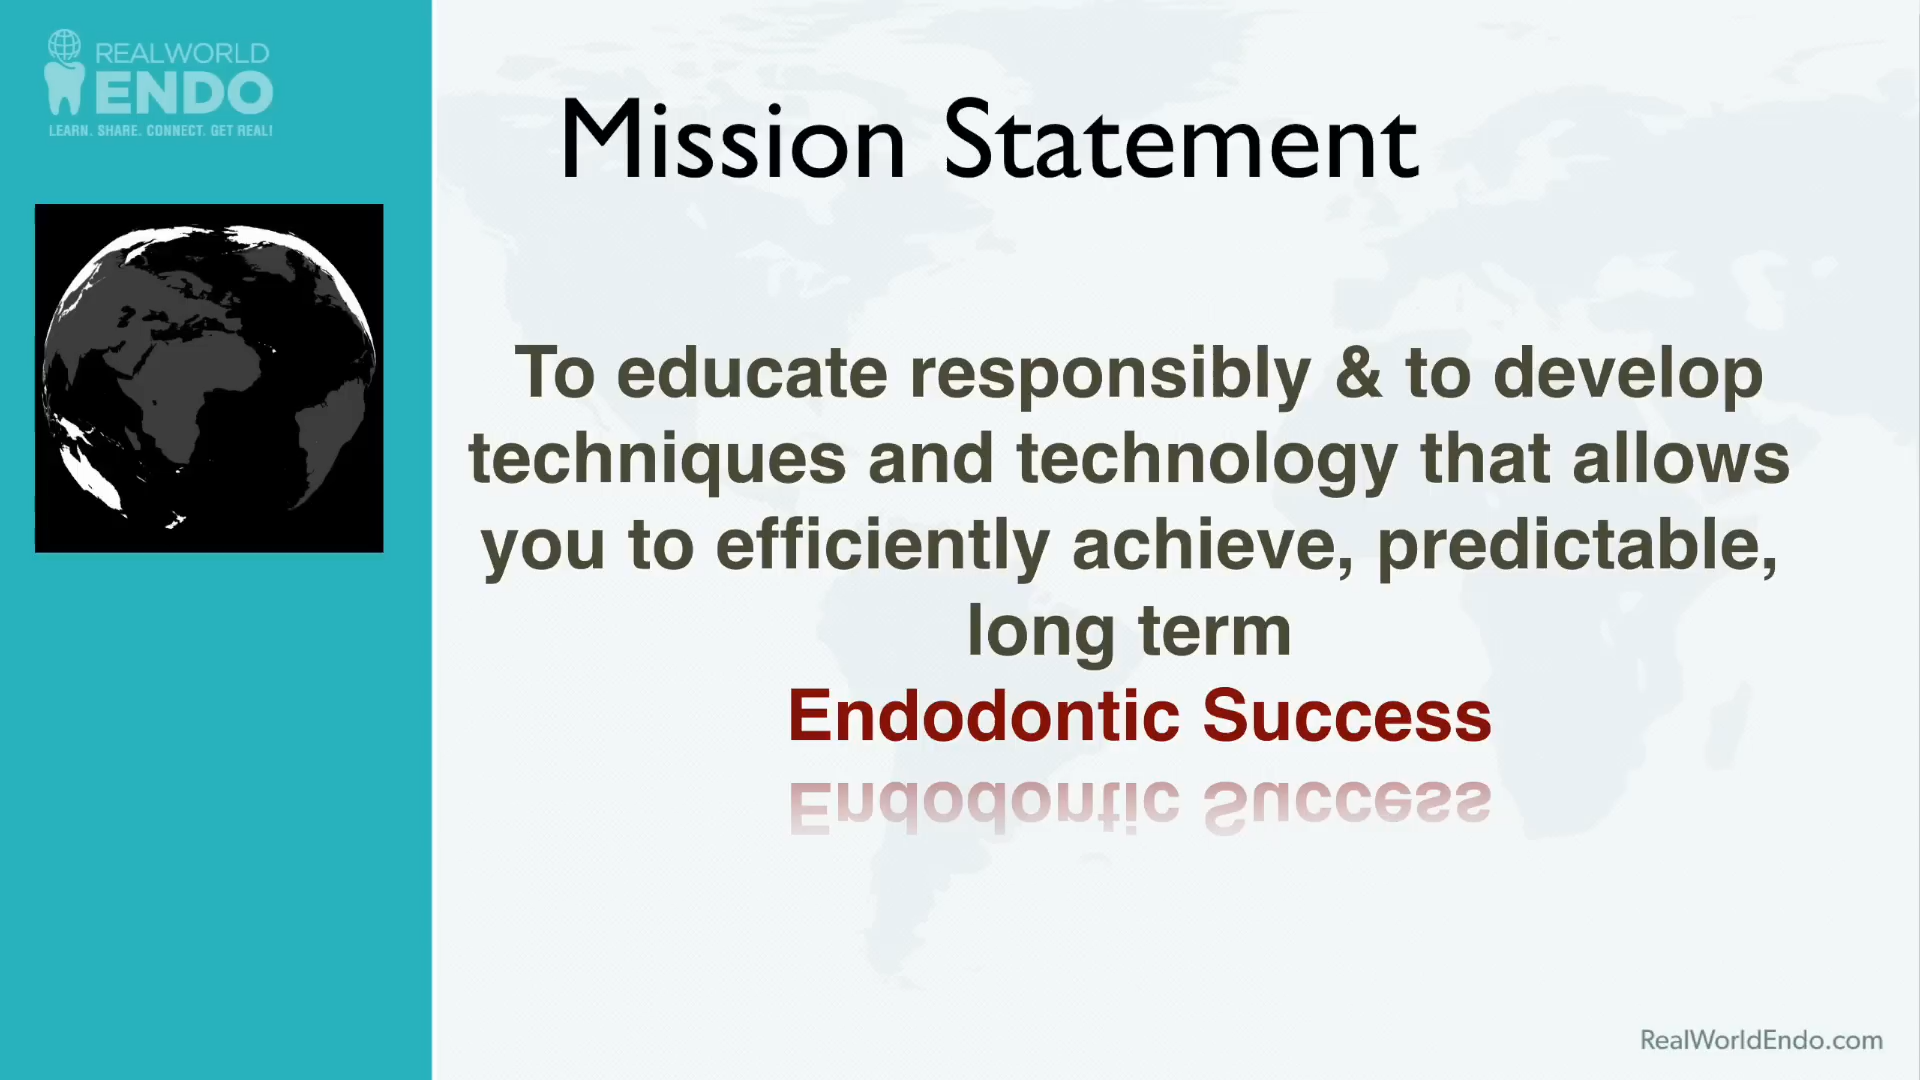 REALWORLD
ENDO
LEARN. SHARE. CONNECT. GET REAL!
Mission Statement
To educate responsibly & to develop
techniques and technology that allows
you to efficiently achieve, predictable,
long term
Endodontic Success
RealWorldEndo.com